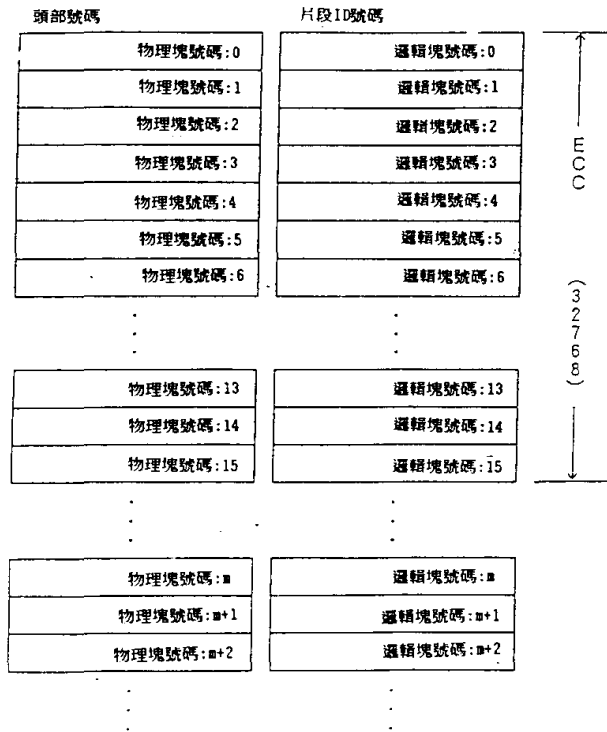 頭部號碼 片段ID號碼
物理塊號碼:0 邏輯塊號碼:0
物理塊號碼:1 邏輯塊號碼:1
物理塊號碼:2 邏輯塊號碼:2
物理塊號碼:3 邏輯塊號碼:3
物理塊號碼:4 邏輯塊號碼:4
物理塊號碼:5 邏輯塊號碼:5
物理塊號碼:6 邏輯塊號碼:6
ECC
(32768)
物理塊號碼:13 邏輯塊號碼:13
物理塊號碼:14 邏輯塊號碼:14
物理塊號碼:15 邏輯塊號碼:15
物理塊號碼:m 邏輯塊號碼:m
物理塊號碼:m+1 邏輯塊號碼:m+1
物理塊號碼:m+2 邏輯塊號碼:m+2